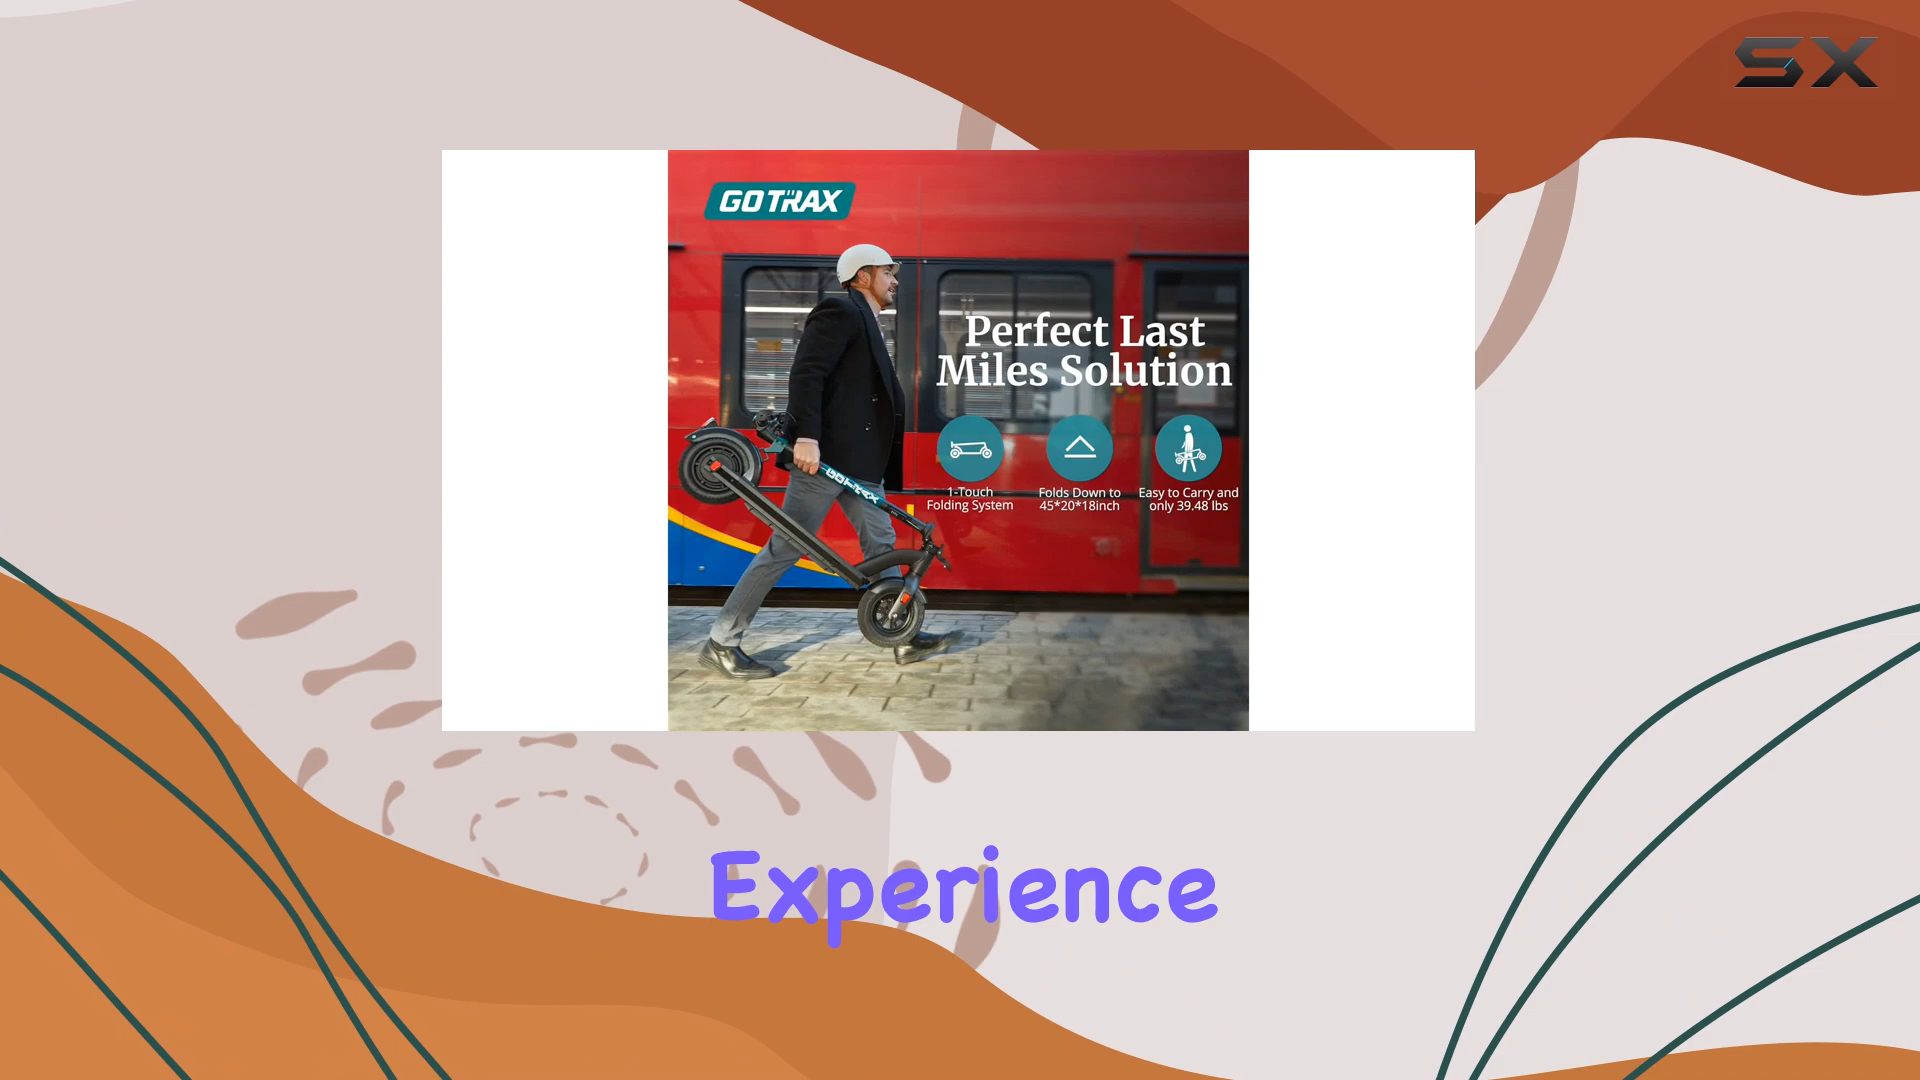 SX
GOTRAX
Perfect Last
Miles Solution
1-Touch
Folding System
Folds Down to
45*20*18inch
Easy to Carry and
only 39.48 lbs
GOTRAX
Experience